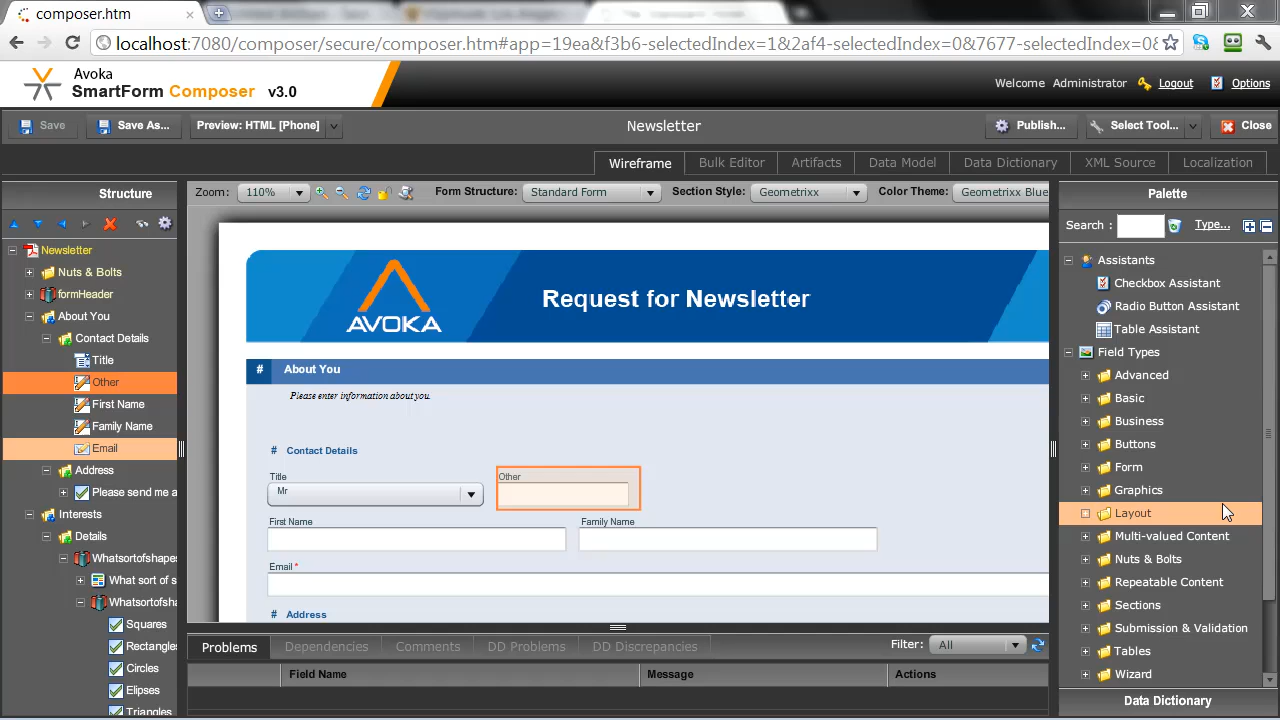 composer.htm
localhost:7080/composer/secure/composer.htm#app=19ea&f3b6-selectedIndex=1&2af4-selectedIndex=0&7677-selectedIndex=0&
Avoka
SmartForm Composer v3.0
Welcome Administrator Logout Options
Save Save As... Preview: HTML [Phone] Newsletter Publish... Select Tool... Close
Wireframe Bulk Editor Artifacts Data Model Data Dictionary XML Source Localization
Structure
Newsletter
Nuts & Bolts
formHeader
About You
Contact Details
Title
Other
First Name
Family Name
Email
Address
Please send me a
Interests
Details
Whatsortofshapes
What sort of s
Whatsortofshap
Squares
Rectangles
Circles
Elipses
Triangles
Zoom: 110% Form Structure: Standard Form Section Style: Geometrixx Color Theme: Geometrixx Blue
AVOKA
Request for Newsletter
# About You
Please enter information about you.
# Contact Details
Title Other
Mr
First Name Family Name
Email *
# Address
Problems Dependencies Comments DD Problems DD Discrepancies Filter: All
Field Name Message Actions
Palette
Search : Type...
Assistants
Checkbox Assistant
Radio Button Assistant
Table Assistant
Field Types
Advanced
Basic
Business
Buttons
Form
Graphics
Layout
Multi-valued Content
Nuts & Bolts
Repeatable Content
Sections
Submission & Validation
Tables
Wizard
Data Dictionary